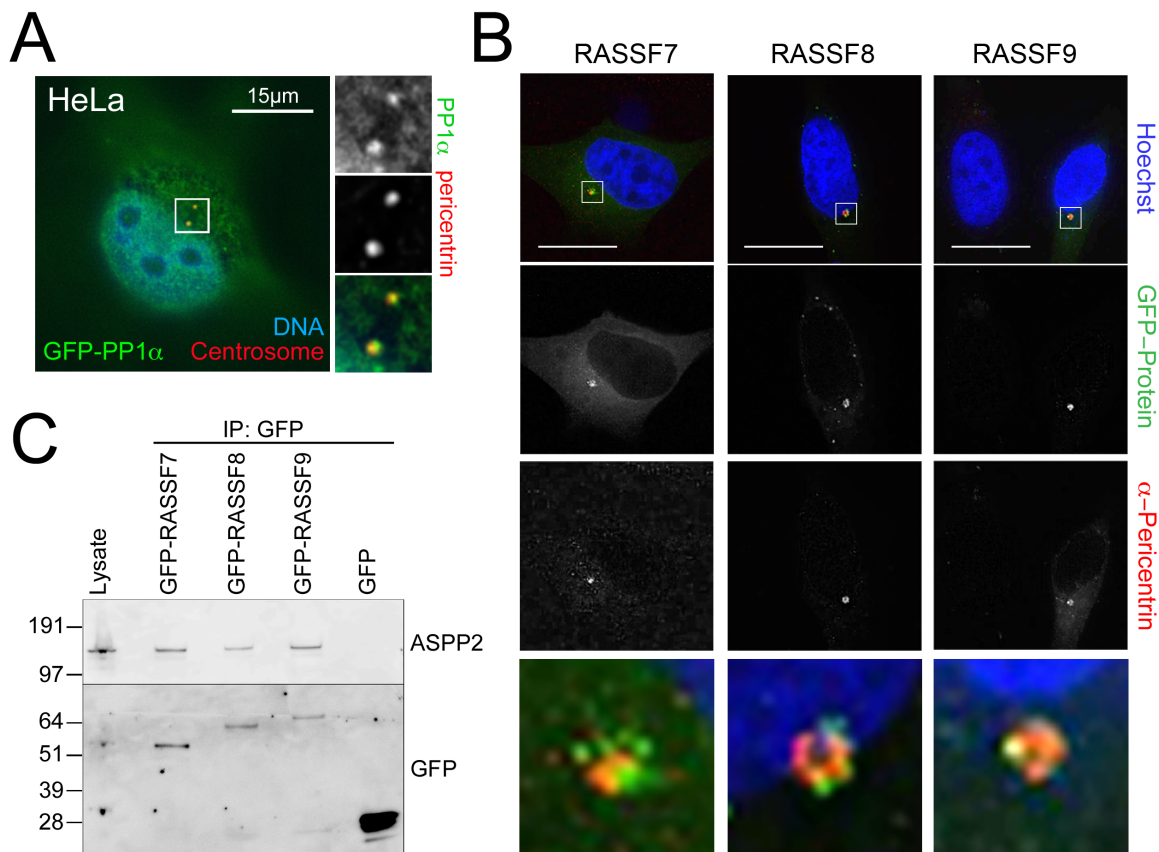 A
HeLa
15μm
GFP-PP1α
DNA
Centrosome
PP1α
pericentrin
B
RASSF7
RASSF8
RASSF9
Hoechst
GFP–Protein
α–Pericentrin
C
IP: GFP
Lysate
GFP-RASSF7
GFP-RASSF8
GFP-RASSF9
GFP
191
97
ASPP2
64
51
39
28
GFP